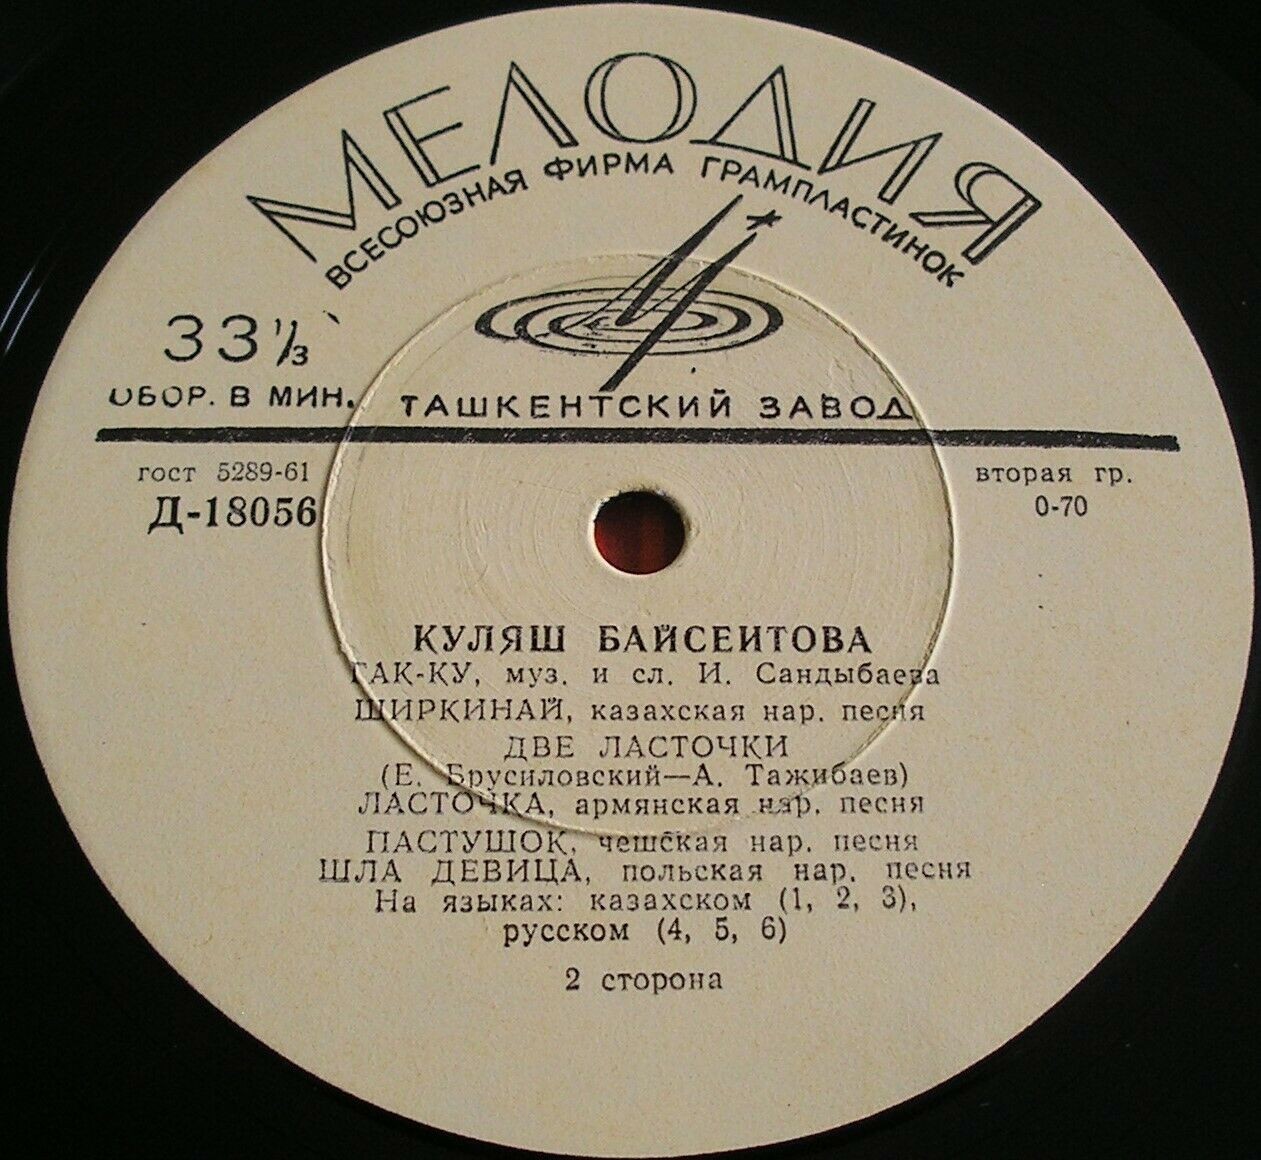 МЕЛОДИЯ
ВСЕСОЮЗНАЯ ФИРМА ГРАМПЛАСТИНОК
33 1/3
ОБОР. В МИН.
ТАШКЕНТСКИЙ ЗАВОД
гост 5289-61
Д-18056
вторая гр.
0-70
КУЛЯШ БАЙСЕИТОВА
ГАК-КУ, муз. и сл. И. Сандыбаева
ШИРКИНАЙ, казахская нар. песня
ДВЕ ЛАСТОЧКИ
(Е. Брусиловский—А. Тажибаев)
ЛАСТОЧКА, армянская нар. песня
ПАСТУШОК, чешская нар. песня
ШЛА ДЕВИЦА, польская нар. песня
На языках: казахском (1, 2, 3),
русском (4, 5, 6)
2 сторона